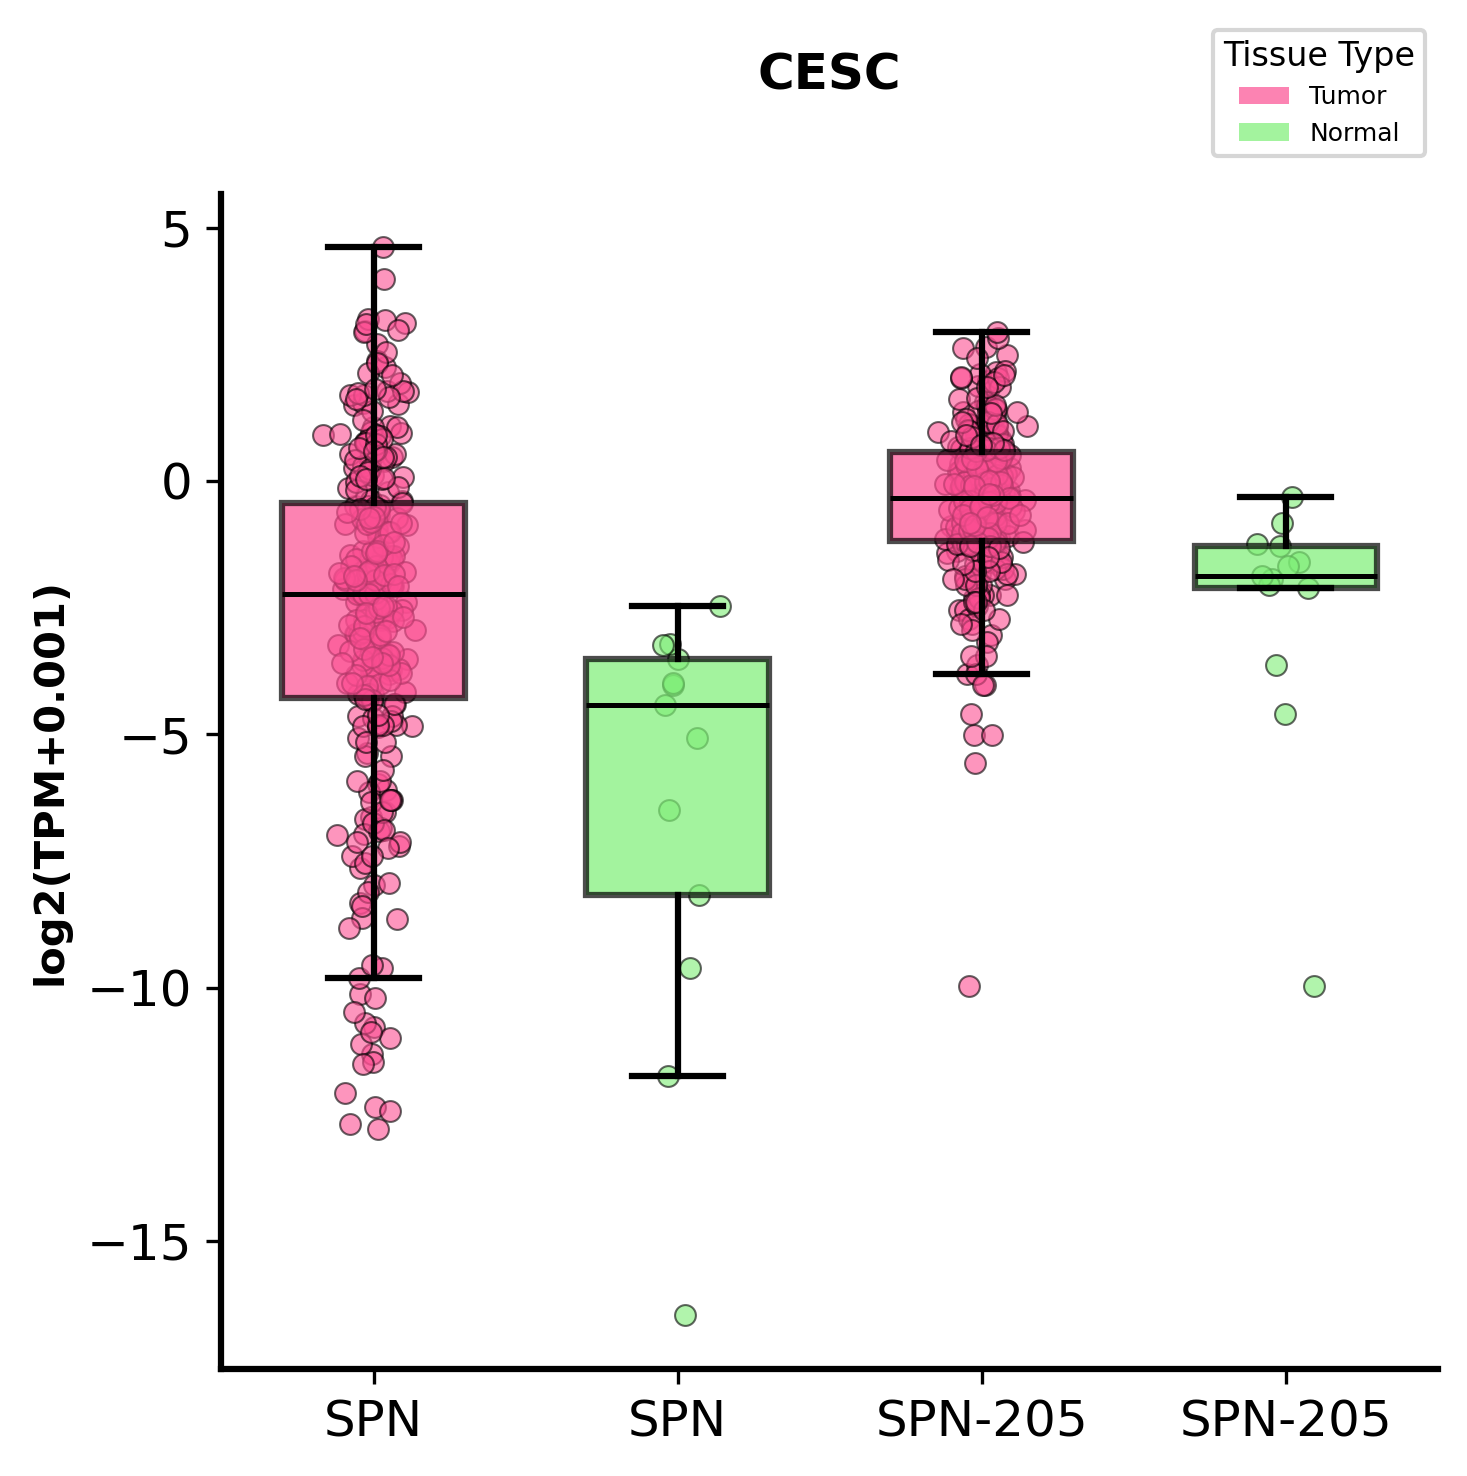 CESC
Tissue Type
Tumor
Normal
log2(TPM+0.001)
5
0
−5
−10
−15
SPN
SPN
SPN-205
SPN-205